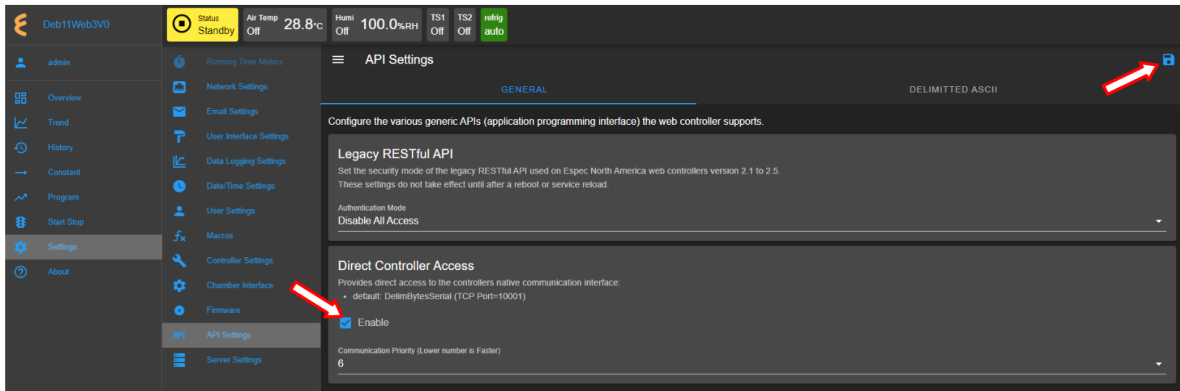 Deb11Web3V0
Status
Standby
Air Temp
Off
28.8°C
Humi
Off
100.0%RH
TS1
Off
TS2
Off
refrig
auto
admin
Overview
Trend
History
Constant
Program
Start Stop
Settings
About
Running Time Meters
Network Settings
Email Settings
User Interface Settings
Data Logging Settings
Date/Time Settings
User Settings
Macros
Controller Settings
Chamber Interface
Firmware
API API Settings
Server Settings
API Settings
GENERAL
DELIMITTED ASCII
Configure the various generic APIs (application programming interface) the web controller supports.
Legacy RESTful API
Set the security mode of the legacy RESTful API used on Espec North America web controllers version 2.1 to 2.5.
These settings do not take effect until after a reboot or service reload.
Authentication Mode
Disable All Access
Direct Controller Access
Provides direct access to the controllers native communication interface:
• default: DelimBytesSerial (TCP Port=10001)
Enable
Communication Priority (Lower number is Faster)
6